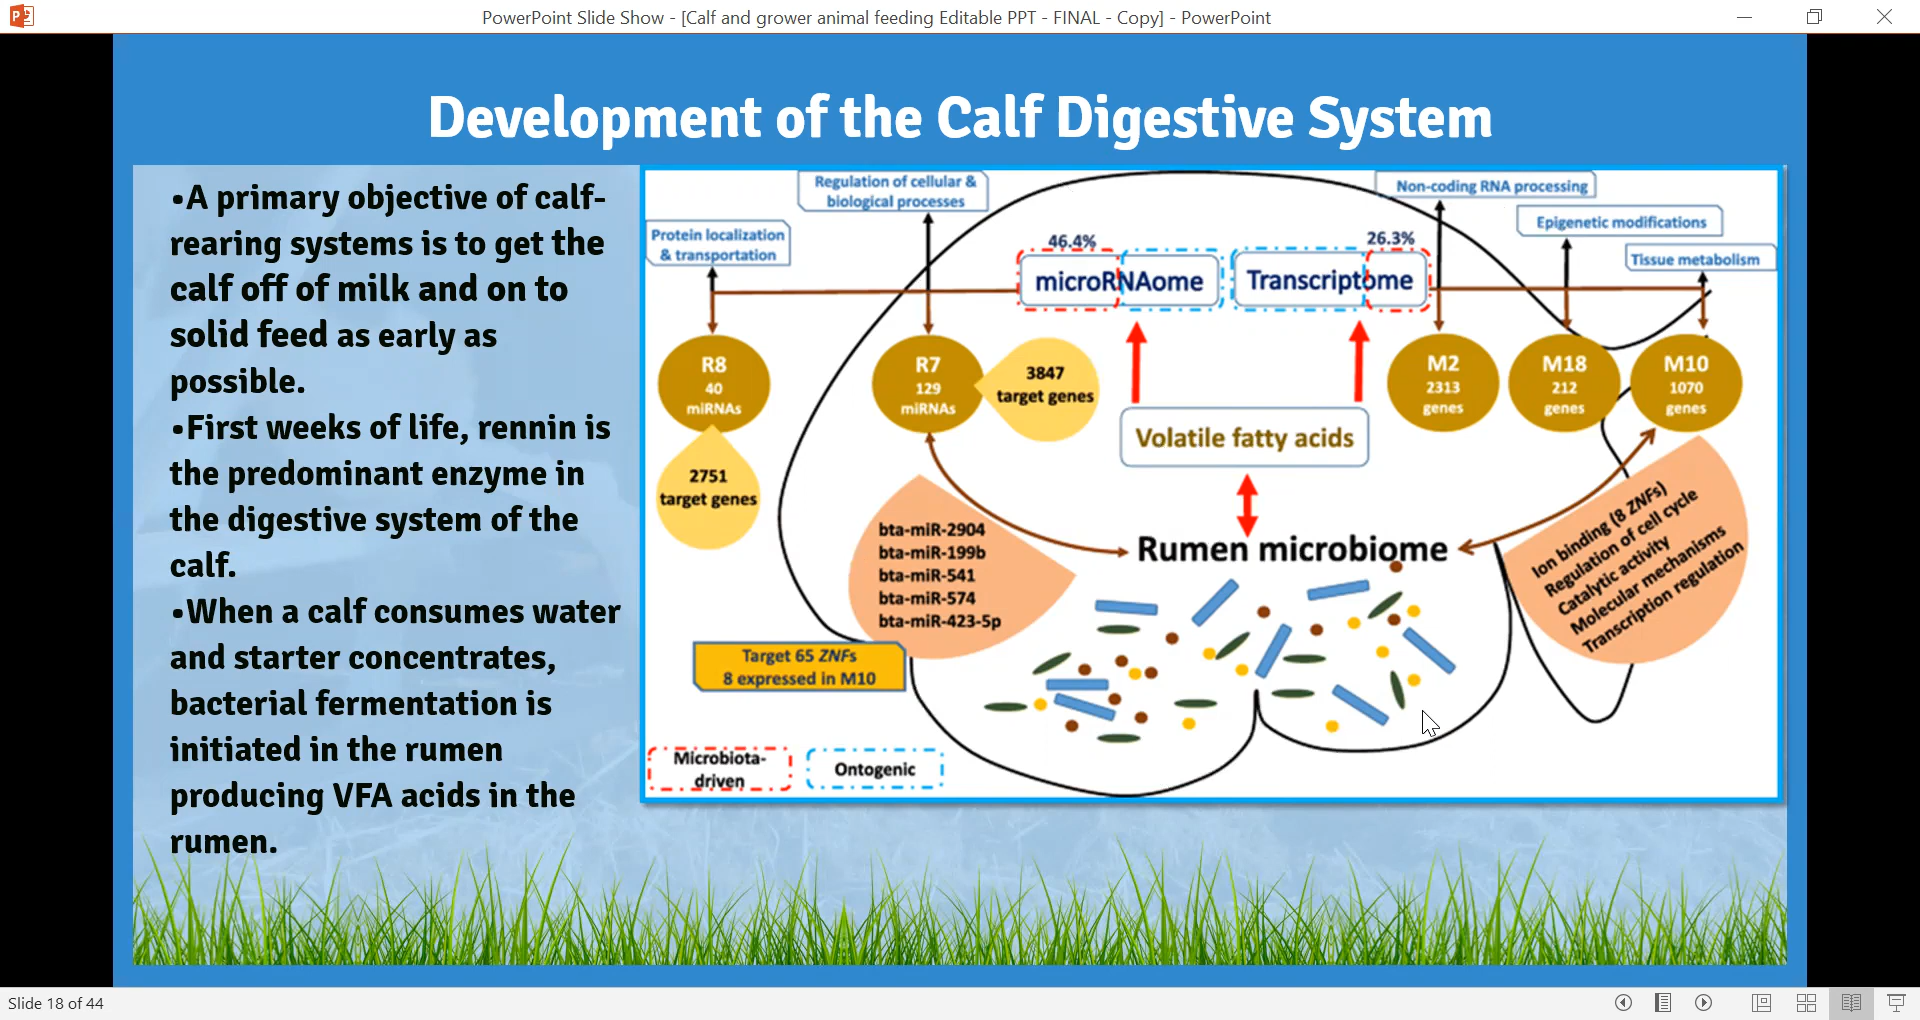 PowerPoint Slide Show - [Calf and grower animal feeding Editable PPT - FINAL - Copy] - PowerPoint
Development of the Calf Digestive System
•A primary objective of calf-
rearing systems is to get the
calf off of milk and on to
solid feed as early as
possible.
•First weeks of life, rennin is
the predominant enzyme in
the digestive system of the
calf.
•When a calf consumes water
and starter concentrates,
bacterial fermentation is
initiated in the rumen
producing VFA acids in the
rumen.
Protein localization
& transportation
Regulation of cellular &
biological processes
Non-coding RNA processing
Epigenetic modifications
Tissue metabolism
46.4%
microRNAome
26.3%
Transcriptome
R8
40
miRNAs
2751
target genes
R7
129
miRNAs
3847
target genes
M2
2313
genes
M18
212
genes
M10
1070
genes
Volatile fatty acids
Rumen microbiome
bta-miR-2904
bta-miR-199b
bta-miR-541
bta-miR-574
bta-miR-423-5p
Target 65 ZNFs
8 expressed in M10
Ion binding (8 ZNFs)
Regulation of cell cycle
Catalytic activity
Molecular mechanisms
Transcription regulation
Microbiota-
driven
Ontogenic
Slide 18 of 44